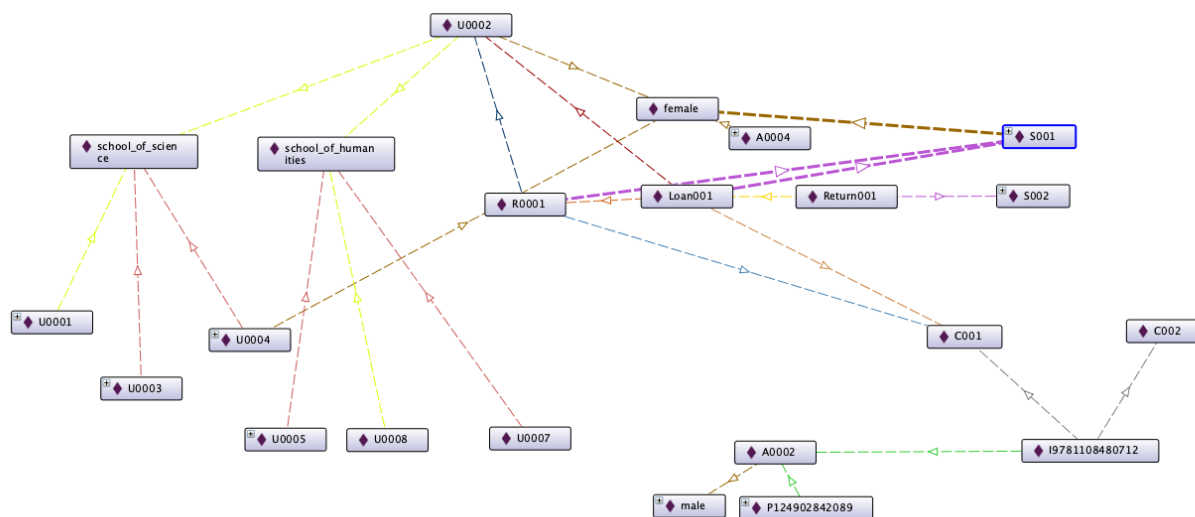 U0002
female
A0004
S001
school_of_scien
ce
school_of_human
ities
R0001
Loan001
Return001
S002
U0001
U0004
C001
C002
U0003
U0005
U0008
U0007
A0002
I9781108480712
male
P124902842089